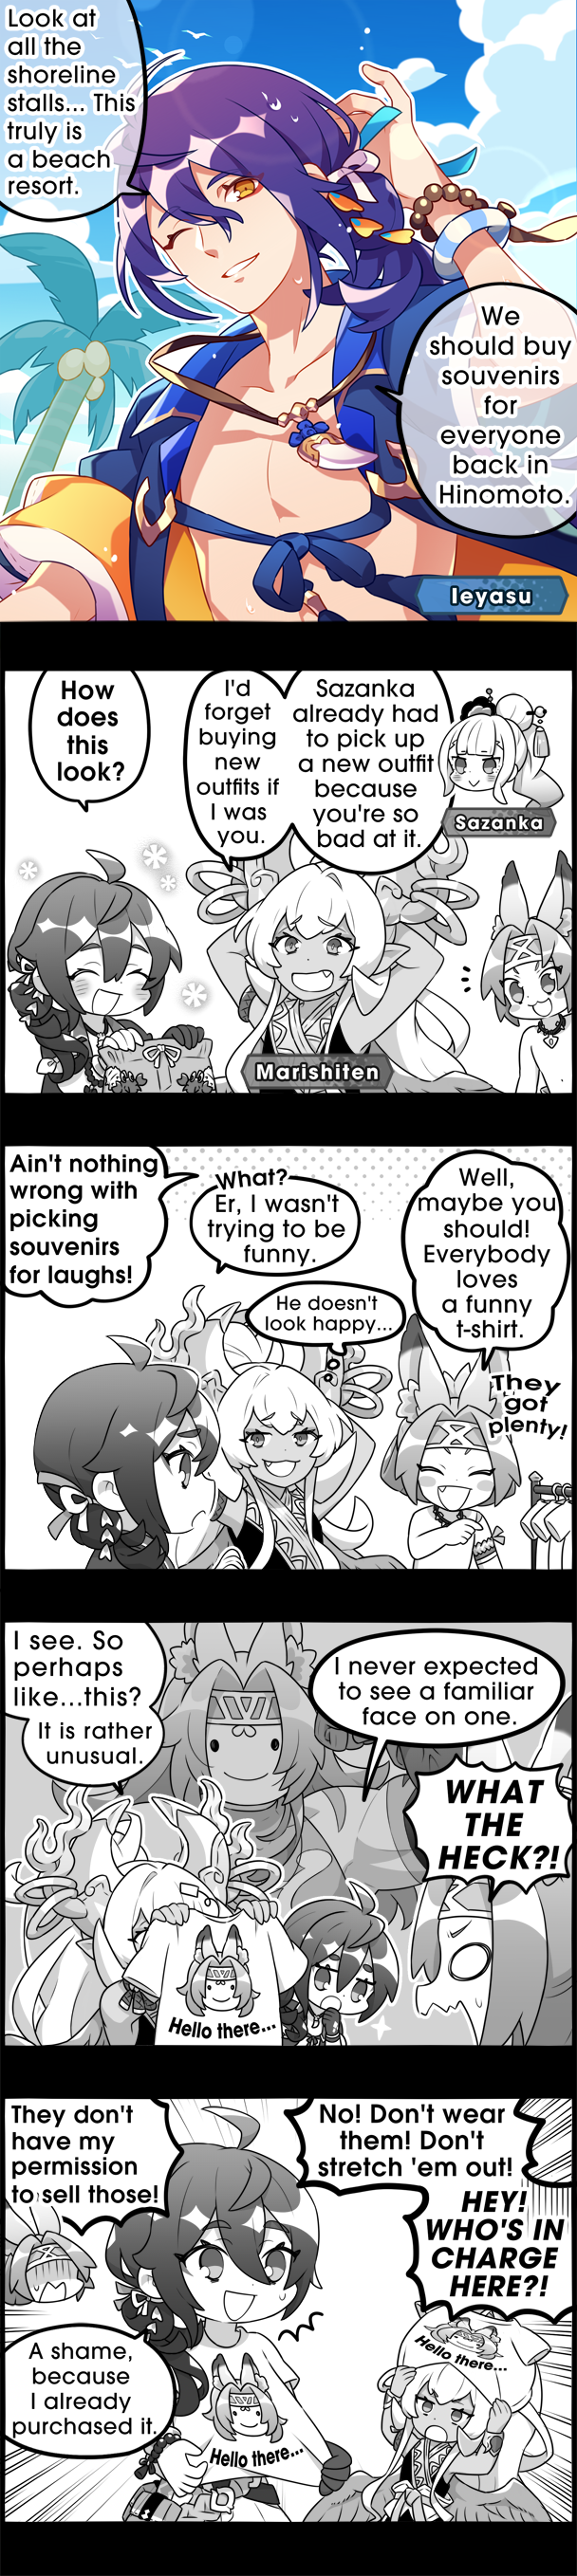 Look at
all the
shoreline
stalls... This
truly is
a beach
resort.
We
should buy
souvenirs
for
everyone
back in
Hinomoto.
Ieyasu
How
does
this
look?
I'd
forget
buying
new
outfits if
I was
you.
Sazanka
already had
to pick up
a new outfit
because
you're so
bad at it.
Sazanka
Marishiten
Ain't nothing
wrong with
picking
souvenirs
for laughs!
What?
Er, I wasn't
trying to be
funny.
He doesn't
look happy...
Well,
maybe you
should!
Everybody
loves
a funny
t-shirt.
They
got
plenty!
I see. So
perhaps
like...this?
It is rather
unusual.
I never expected
to see a familiar
face on one.
WHAT
THE
HECK?!
Hello there...
They don't
have my
permission
to sell those!
No! Don't wear
them! Don't
stretch 'em out!
HEY!
WHO'S IN
CHARGE
HERE?!
A shame,
because
I already
purchased it.
Hello there...
Hello there...